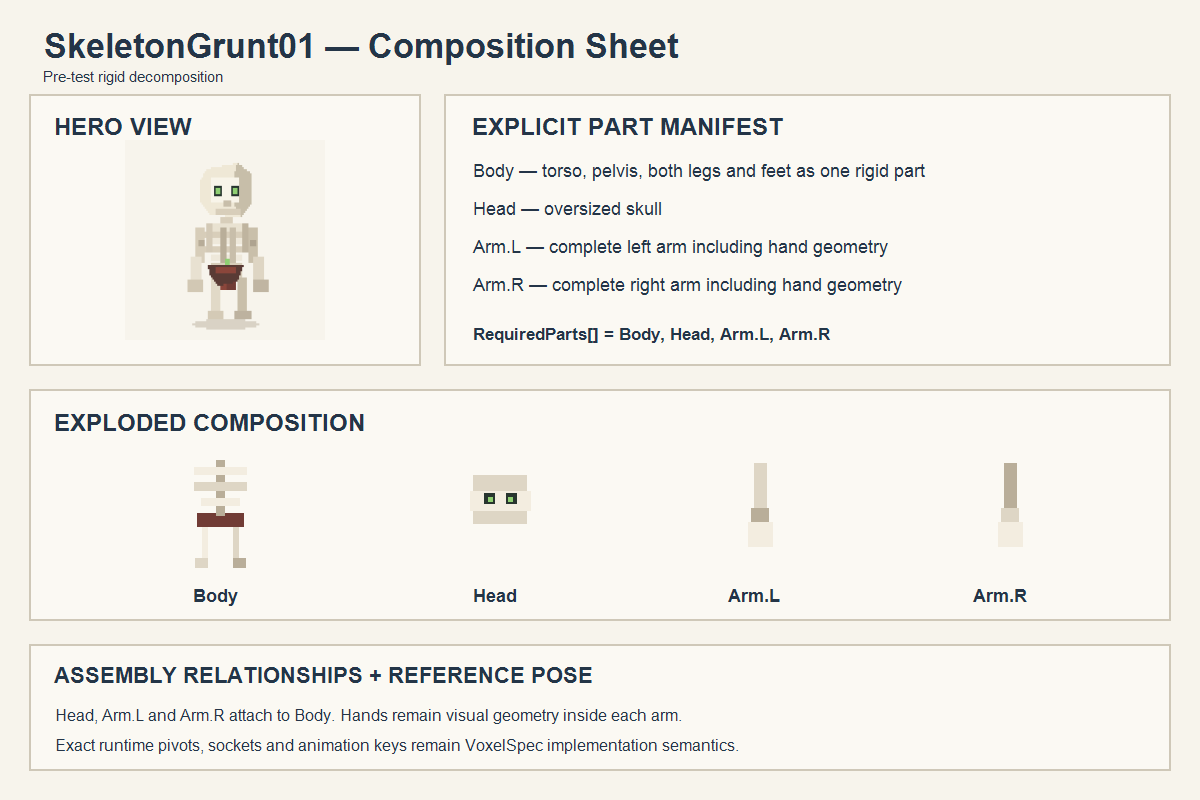 SkeletonGrunt01 — Composition Sheet
Pre-test rigid decomposition
HERO VIEW
EXPLICIT PART MANIFEST
Body — torso, pelvis, both legs and feet as one rigid part
Head — oversized skull
Arm.L — complete left arm including hand geometry
Arm.R — complete right arm including hand geometry
RequiredParts[] = Body, Head, Arm.L, Arm.R
EXPLODED COMPOSITION
Body
Head
Arm.L
Arm.R
ASSEMBLY RELATIONSHIPS + REFERENCE POSE
Head, Arm.L and Arm.R attach to Body. Hands remain visual geometry inside each arm.
Exact runtime pivots, sockets and animation keys remain VoxelSpec implementation semantics.